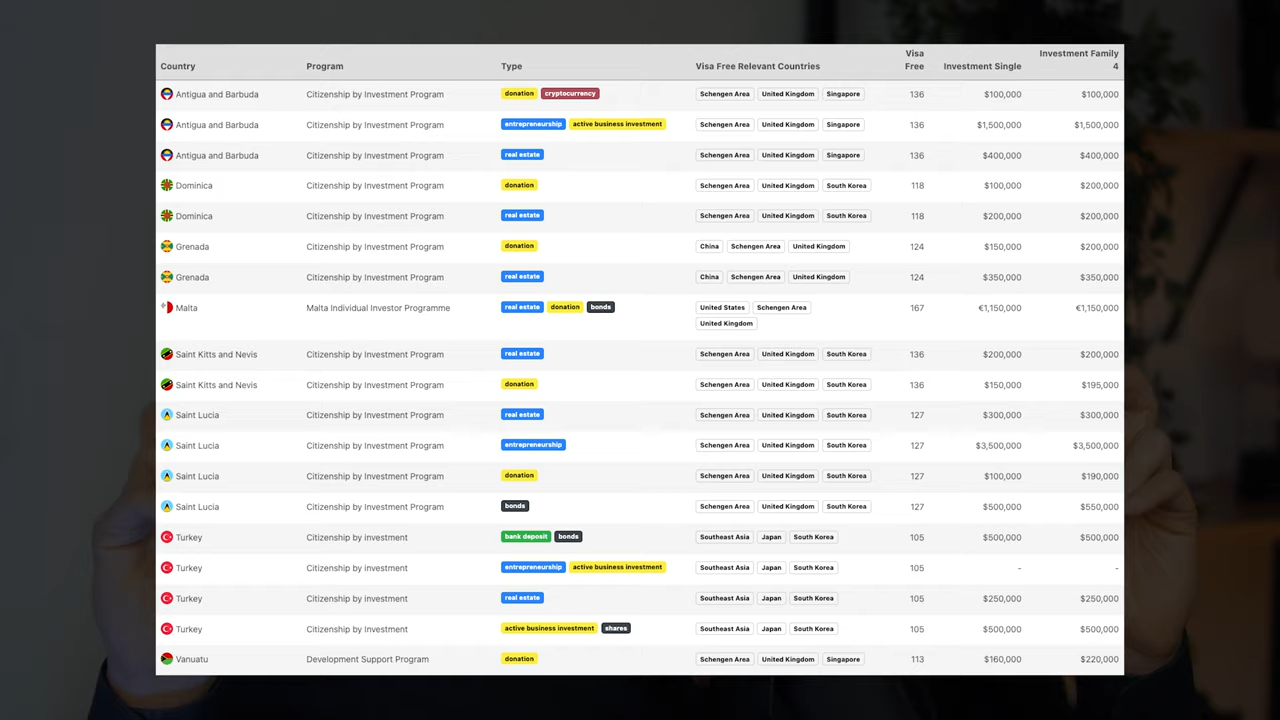 Country Program Type Visa Free Relevant Countries Visa Free Investment Single Investment Family 4
Antigua and Barbuda Citizenship by Investment Program donation cryptocurrency Schengen Area United Kingdom Singapore 136 $100,000 $100,000
Antigua and Barbuda Citizenship by Investment Program entrepreneurship active business investment Schengen Area United Kingdom Singapore 136 $1,500,000 $1,500,000
Antigua and Barbuda Citizenship by Investment Program real estate Schengen Area United Kingdom Singapore 136 $400,000 $400,000
Dominica Citizenship by Investment Program donation Schengen Area United Kingdom South Korea 118 $100,000 $200,000
Dominica Citizenship by Investment Program real estate Schengen Area United Kingdom South Korea 118 $200,000 $200,000
Grenada Citizenship by Investment Program donation China Schengen Area United Kingdom 124 $150,000 $200,000
Grenada Citizenship by Investment Program real estate China Schengen Area United Kingdom 124 $350,000 $350,000
Malta Malta Individual Investor Programme real estate donation bonds United States Schengen Area 167 €1,150,000 €1,150,000
United Kingdom
Saint Kitts and Nevis Citizenship by Investment Program real estate Schengen Area United Kingdom South Korea 136 $200,000 $200,000
Saint Kitts and Nevis Citizenship by Investment Program donation Schengen Area United Kingdom South Korea 136 $150,000 $195,000
Saint Lucia Citizenship by Investment Program real estate Schengen Area United Kingdom South Korea 127 $300,000 $300,000
Saint Lucia Citizenship by Investment Program entrepreneurship Schengen Area United Kingdom South Korea 127 $3,500,000 $3,500,000
Saint Lucia Citizenship by Investment Program donation Schengen Area United Kingdom South Korea 127 $100,000 $190,000
Saint Lucia Citizenship by Investment Program bonds Schengen Area United Kingdom South Korea 127 $500,000 $550,000
Turkey Citizenship by investment bank deposit bonds Southeast Asia Japan South Korea 105 $500,000 $500,000
Turkey Citizenship by investment entrepreneurship active business investment Southeast Asia Japan South Korea 105 - -
Turkey Citizenship by investment real estate Southeast Asia Japan South Korea 105 $250,000 $250,000
Turkey Citizenship by Investment active business investment shares Southeast Asia Japan South Korea 105 $500,000 $500,000
Vanuatu Development Support Program donation Schengen Area United Kingdom Singapore 113 $160,000 $220,000